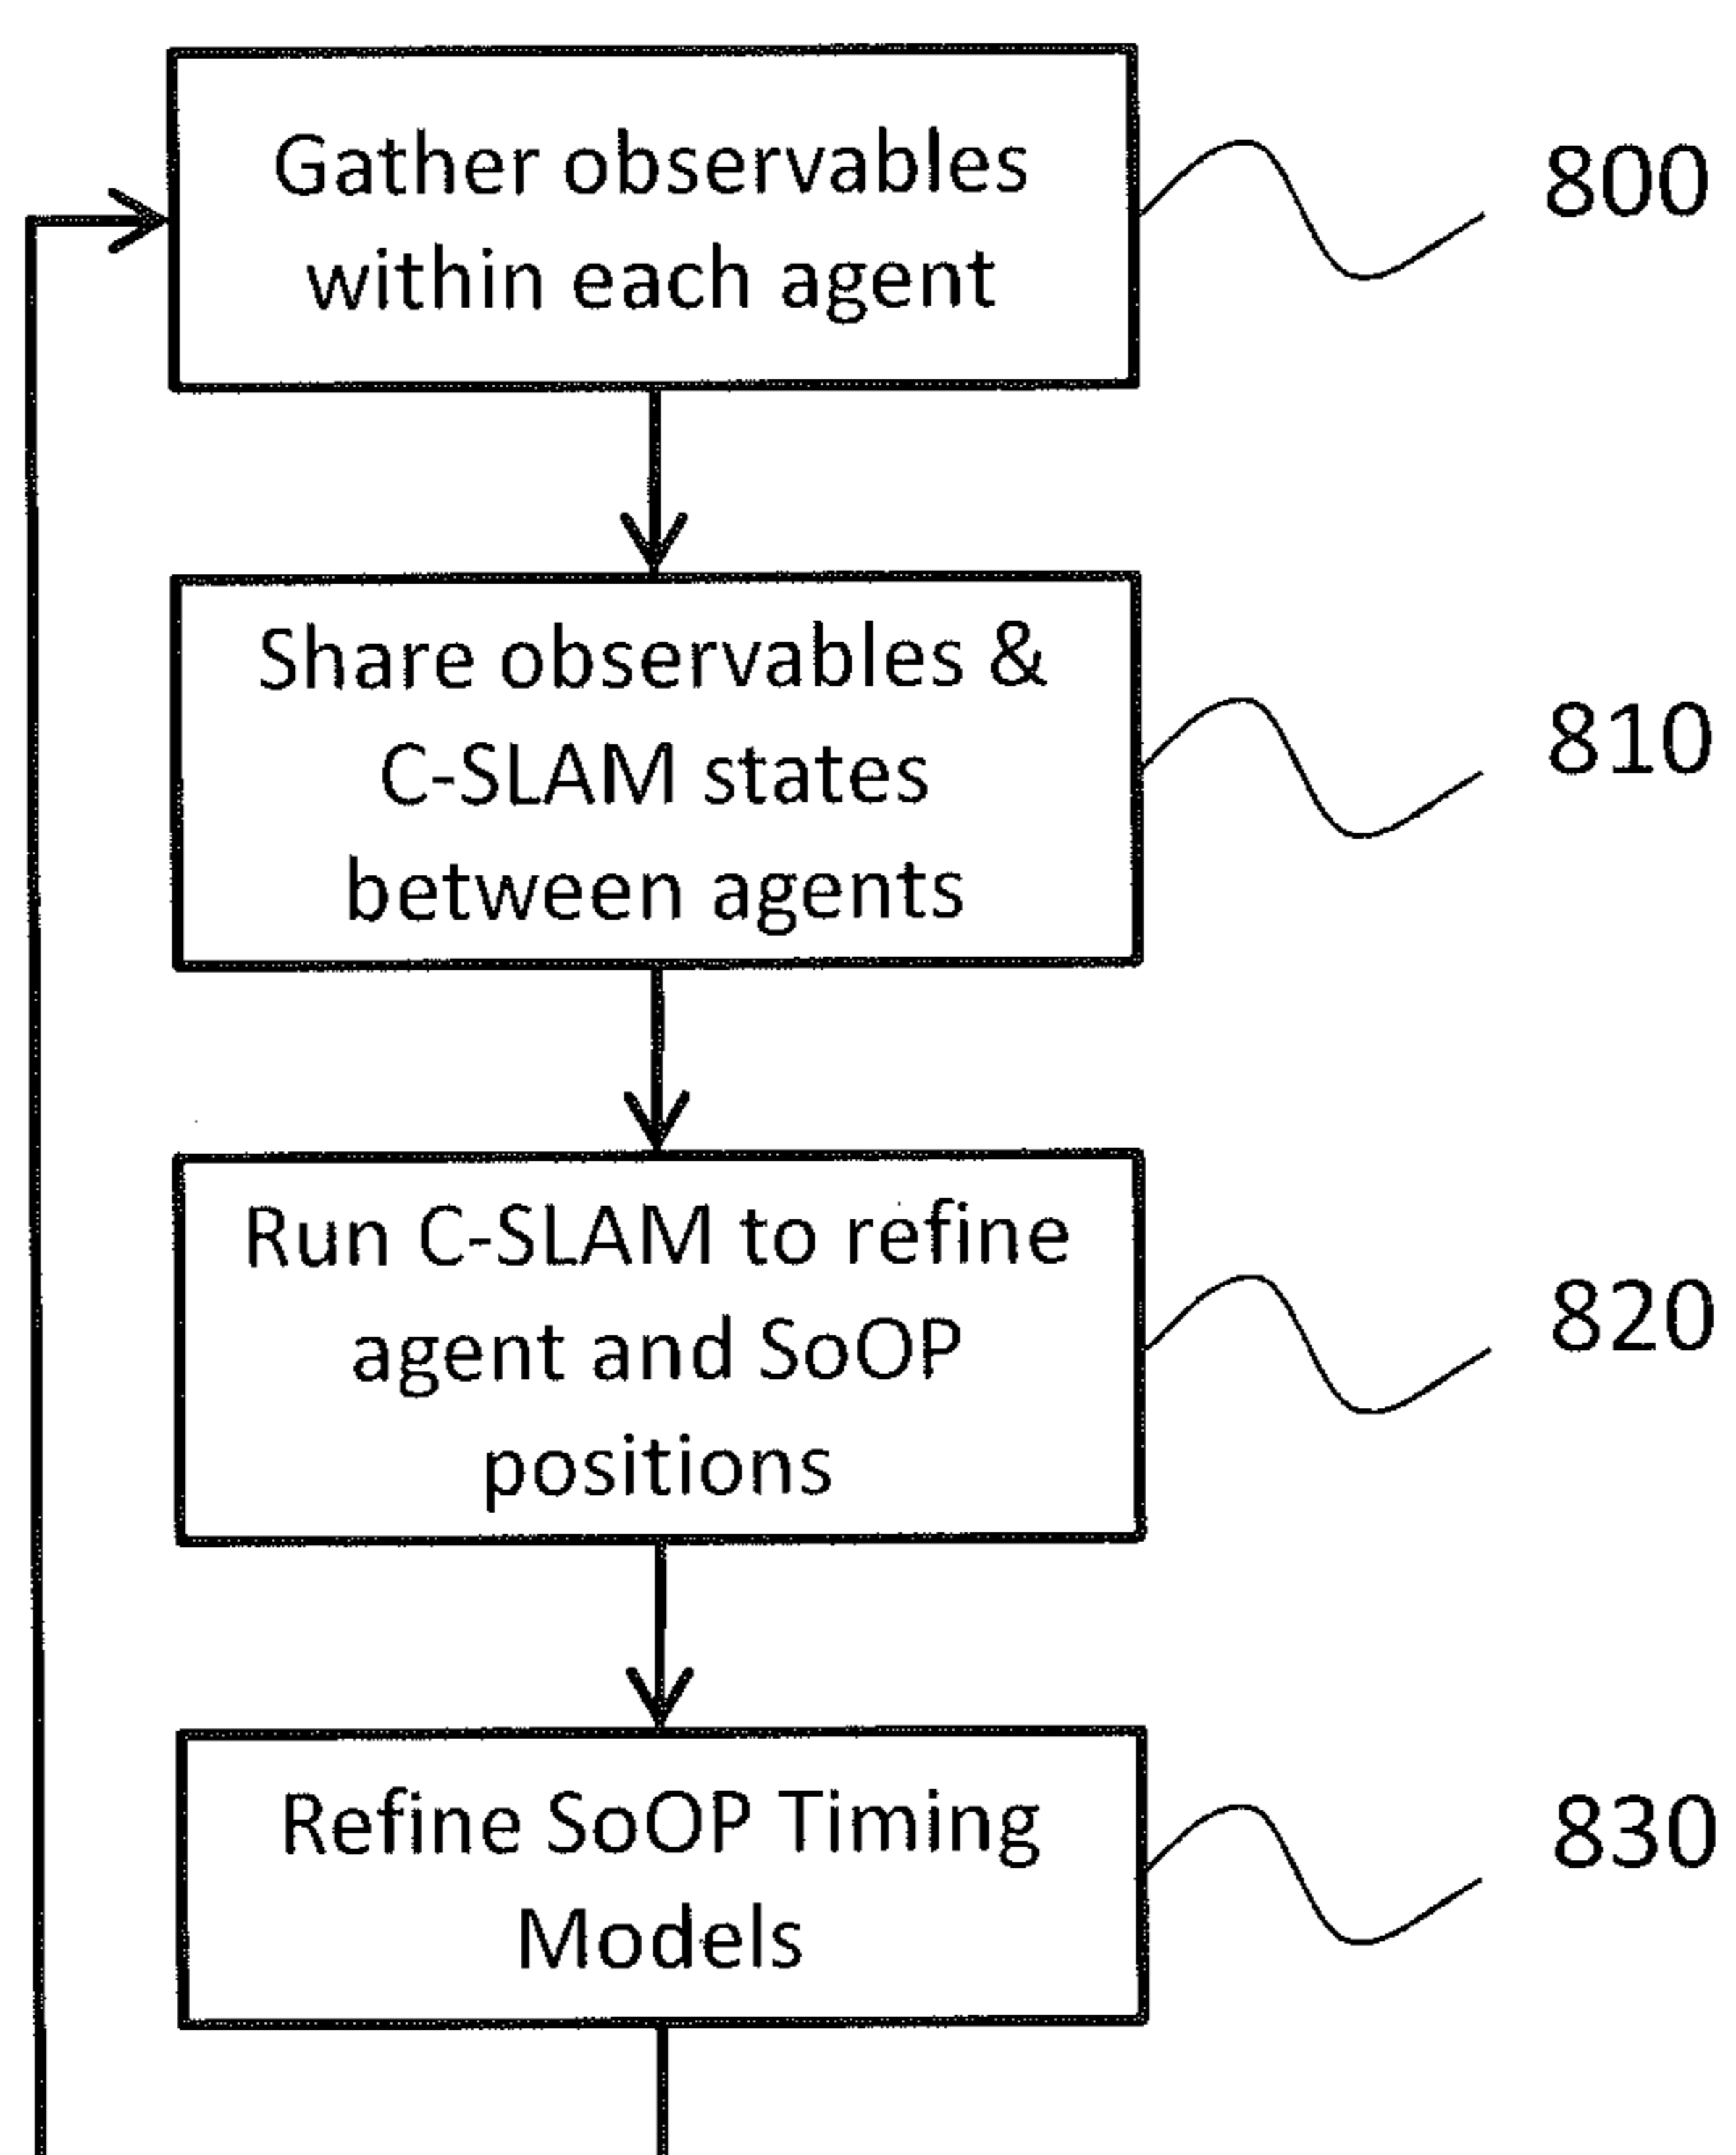 Gather observables
within each agent
800
Share observables &
C-SLAM states
between agents
810
Run C-SLAM to refine
agent and SoOP
positions
820
Refine SoOP Timing
Models
830